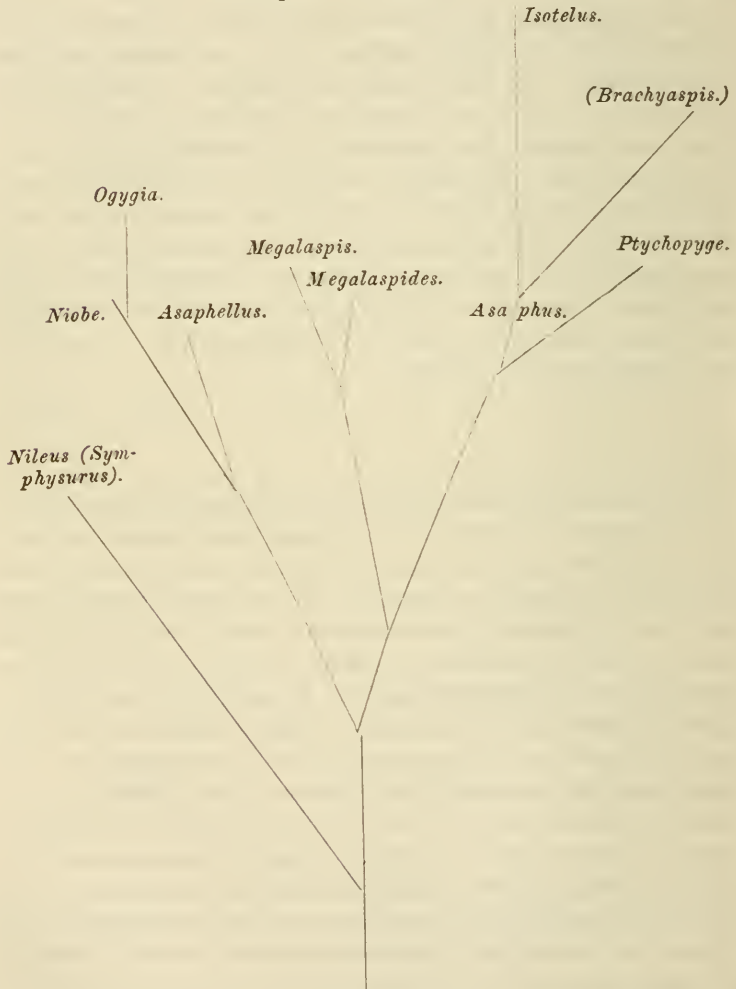 Isotelus.
(Brachyaspis.)
Ogygia.
Megalaspis.
Ptychopyge.
Megalaspides.
Niobe.
Asaphellus.
Asa phus.
Nileus (Sym-
physurus).